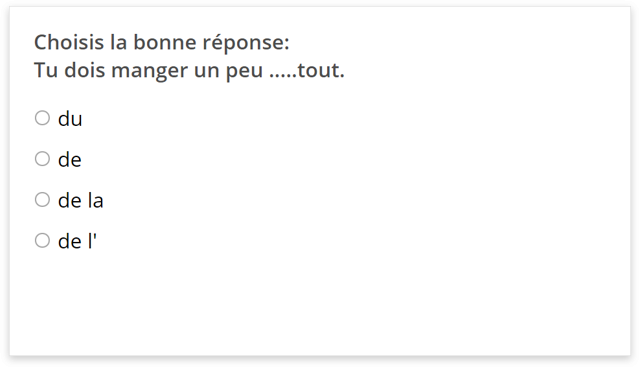 Choisis la bonne réponse:
Tu dois manger un peu .....tout.
du
de
de la
de l'